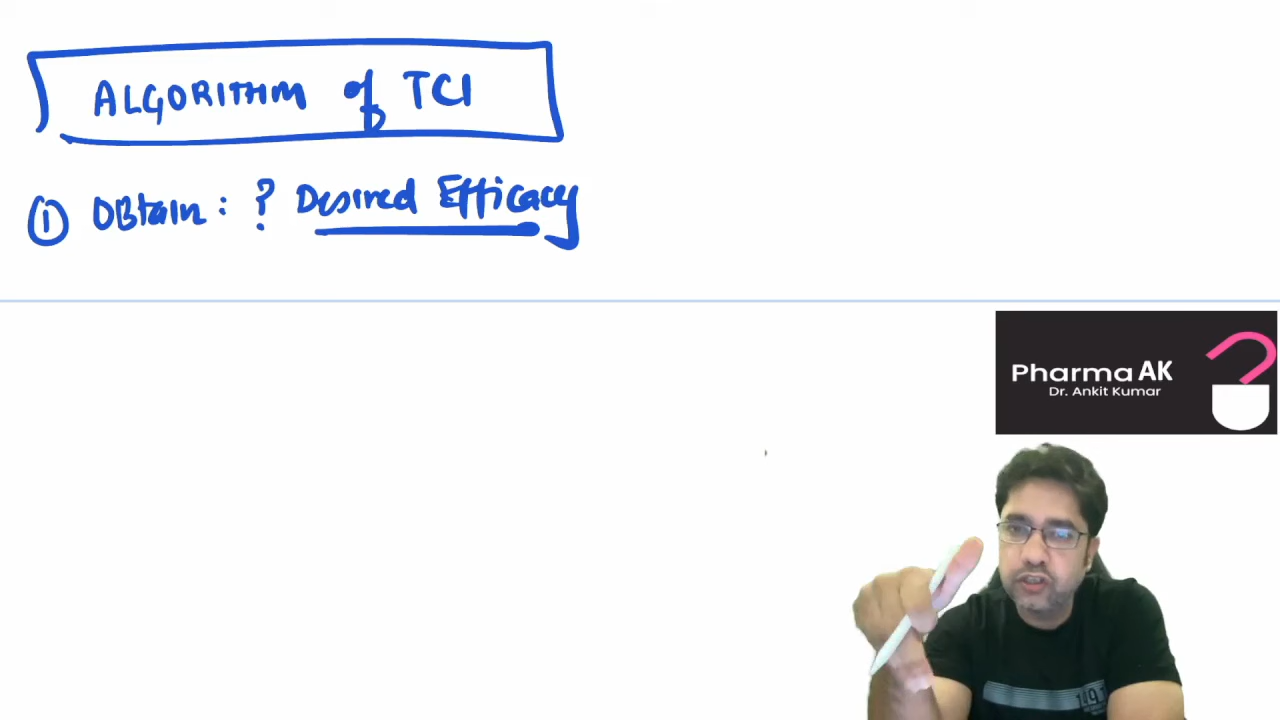 ALGORITHM of TCI
① OBtain: ? Desired Efficacy
Pharma AK
Dr. Ankit Kumar